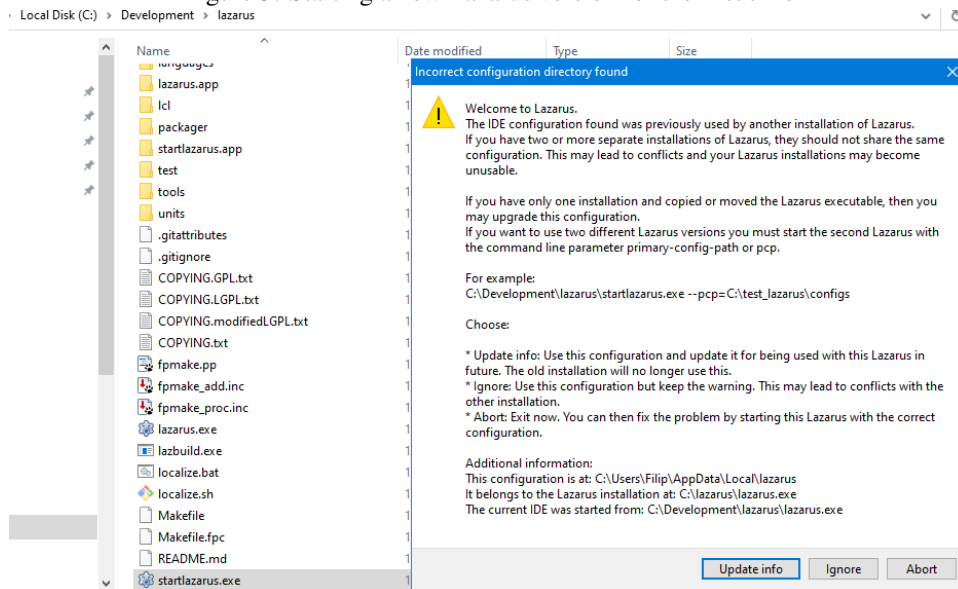 Local Disk (C:) > Development > lazarus
Name
Date modified
Type
Size
languages
lazarus.app
lcl
packager
startlazarus.app
test
tools
units
.gitattributes
.gitignore
COPYING.GPL.txt
COPYING.LGPL.txt
COPYING.modifiedLGPL.txt
COPYING.txt
fpmake.pp
fpmake_add.inc
fpmake_proc.inc
lazarus.exe
lazbuild.exe
localize.bat
localize.sh
Makefile
Makefile.fpc
README.md
startlazarus.exe
Incorrect configuration directory found
Welcome to Lazarus.
The IDE configuration found was previously used by another installation of Lazarus.
If you have two or more separate installations of Lazarus, they should not share the same
configuration. This may lead to conflicts and your Lazarus installations may become
unusable.
If you have only one installation and copied or moved the Lazarus executable, then you
may upgrade this configuration.
If you want to use two different Lazarus versions you must start the second Lazarus with
the command line parameter primary-config-path or pcp.
For example:
C:\Development\lazarus\startlazarus.exe --pcp=C:\test_lazarus\configs
Choose:
* Update info: Use this configuration and update it for being used with this Lazarus in
future. The old installation will no longer use this.
* Ignore: Use this configuration but keep the warning. This may lead to conflicts with the
other installation.
* Abort: Exit now. You can then fix the problem by starting this Lazarus with the correct
configuration.
Additional information:
This configuration is at: C:\Users\Filip\AppData\Local\lazarus
It belongs to the Lazarus installation at: C:\lazarus\lazarus.exe
The current IDE was started from: C:\Development\lazarus\lazarus.exe
Update info
Ignore
Abort